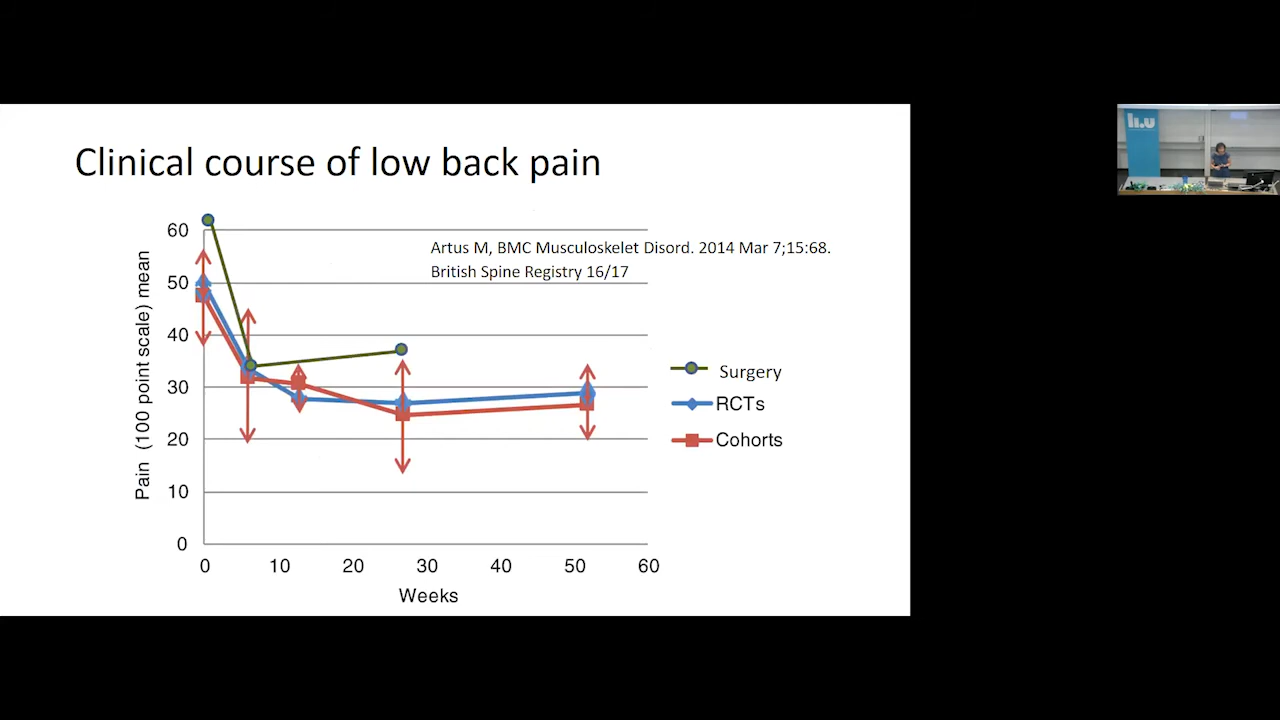 Clinical course of low back pain
Artus M, BMC Musculoskelet Disord. 2014 Mar 7;15:68.
British Spine Registry 16/17
Pain (100 point scale) mean
60
50
40
30
20
10
0
0 10 20 30 40 50 60
Weeks
Surgery
RCTs
Cohorts